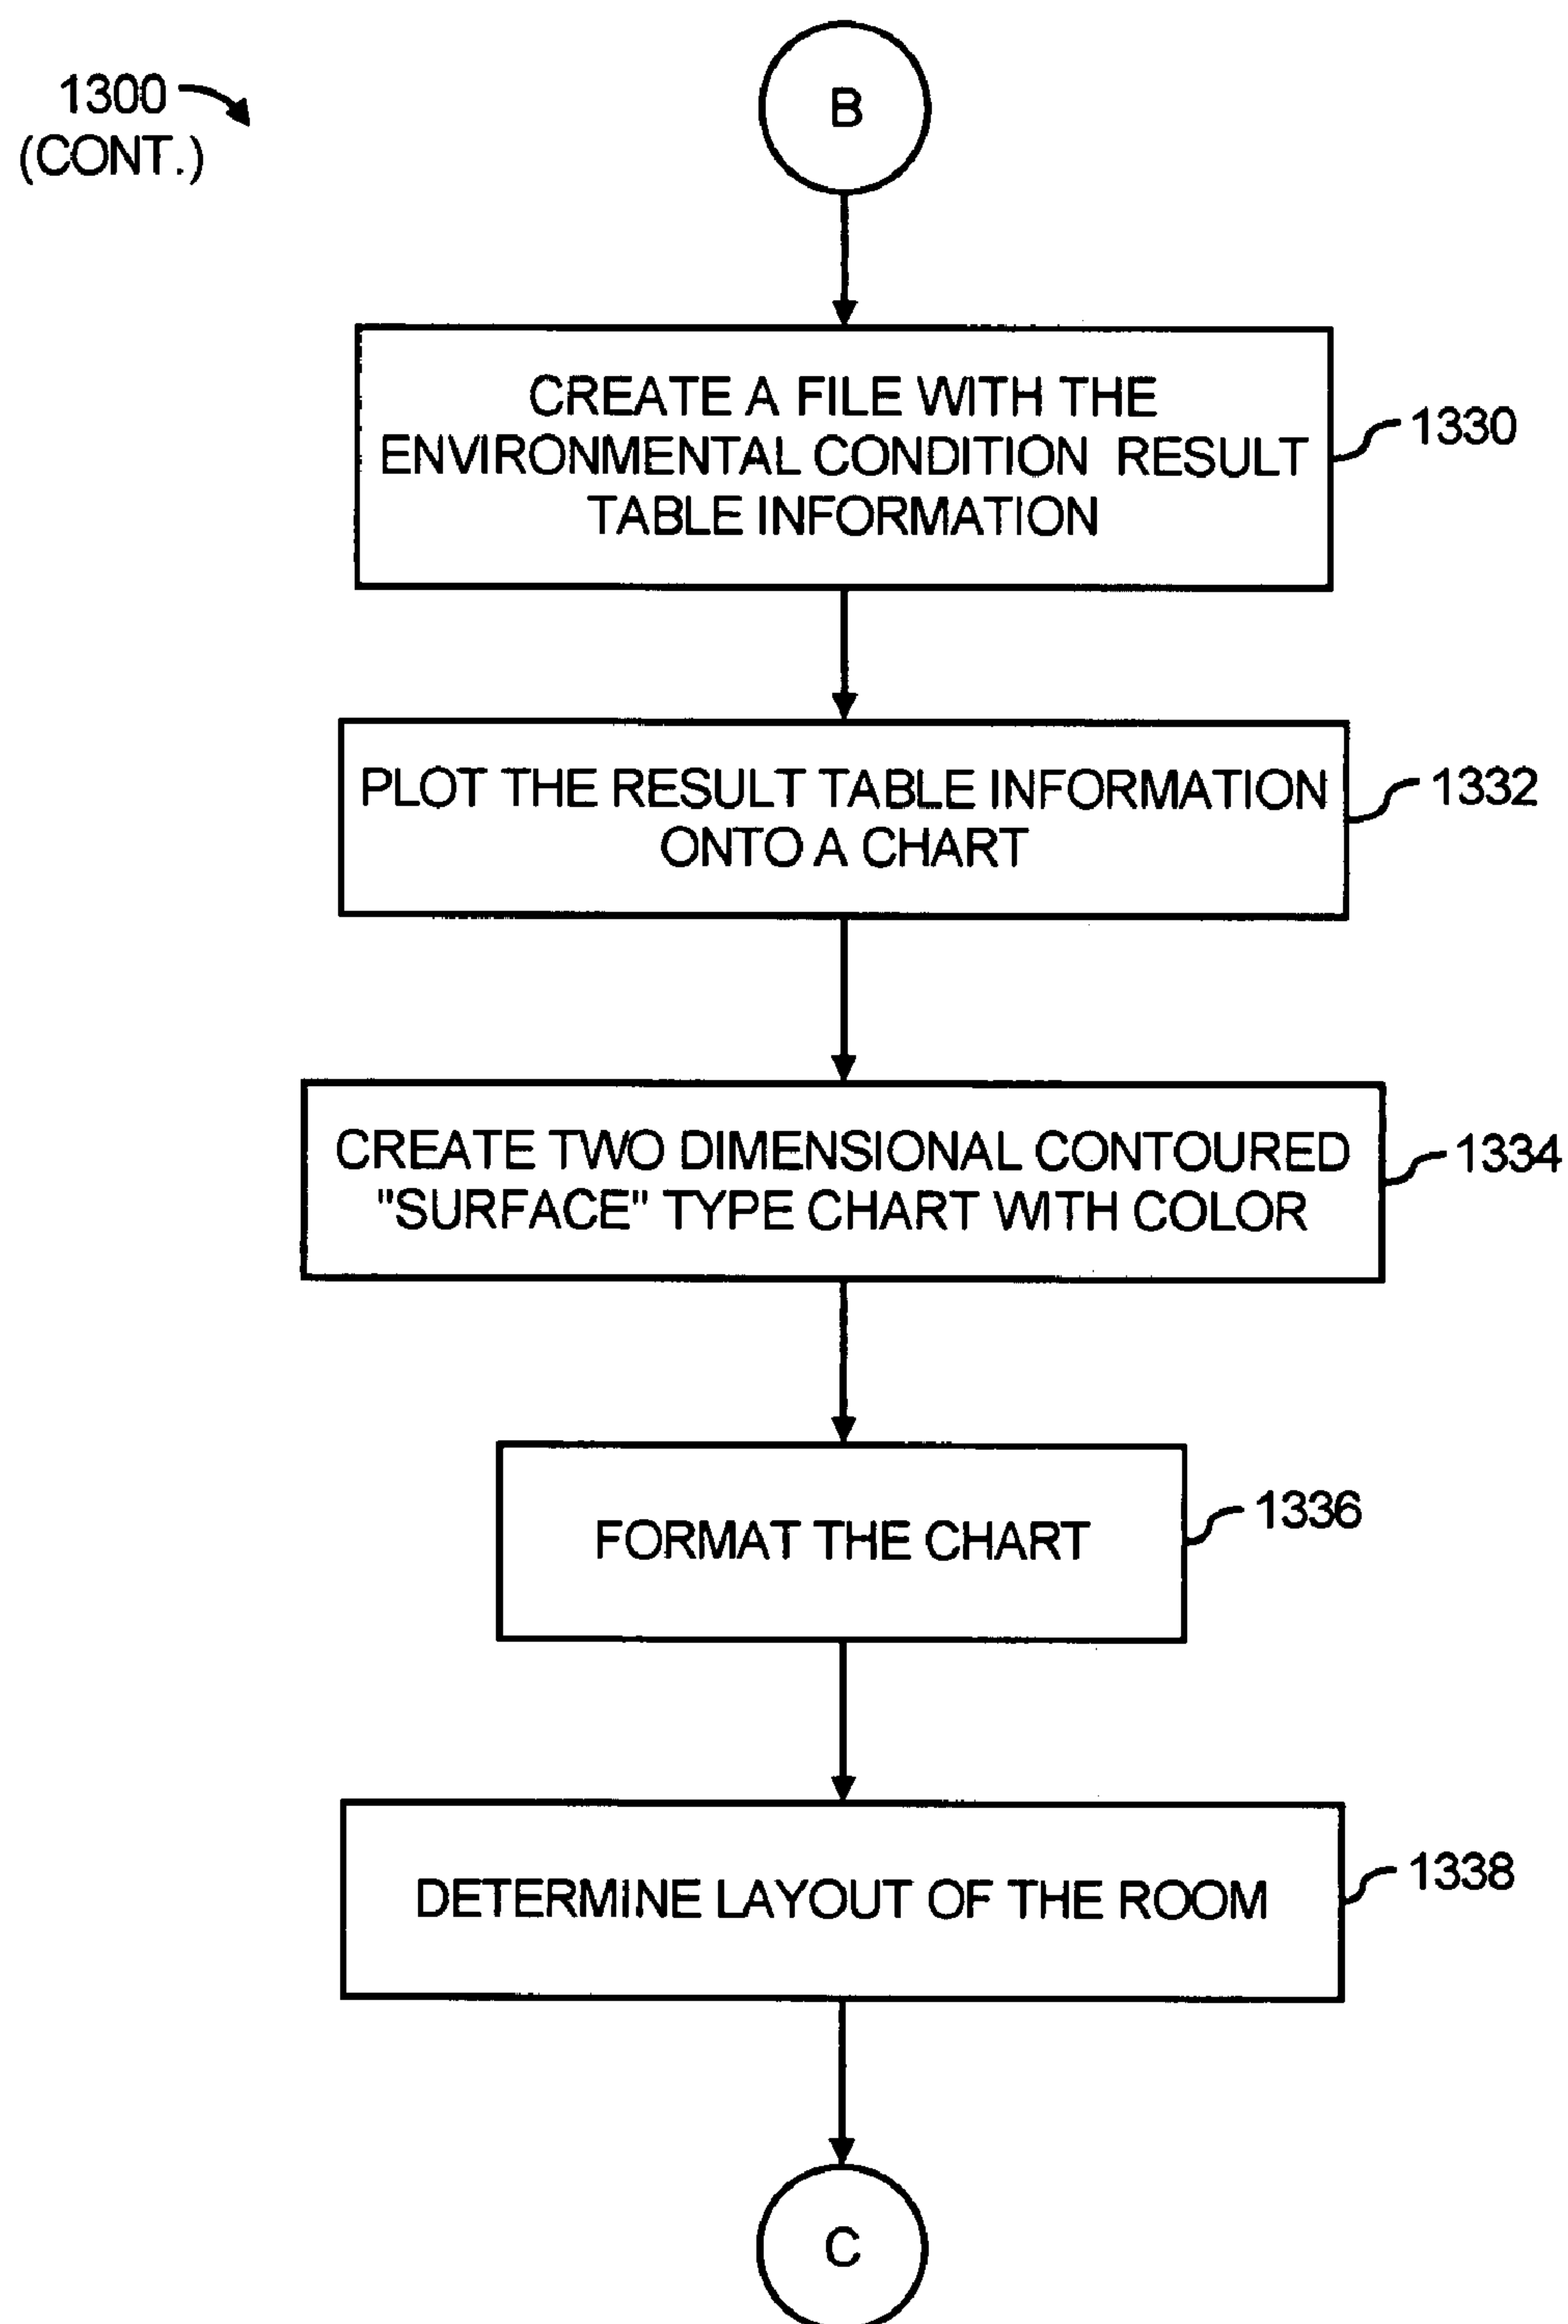 1300
(CONT.)
B
CREATE A FILE WITH THE
ENVIRONMENTAL CONDITION RESULT
TABLE INFORMATION
1330
PLOT THE RESULT TABLE INFORMATION
ONTO A CHART
1332
CREATE TWO DIMENSIONAL CONTOURED
"SURFACE" TYPE CHART WITH COLOR
1334
FORMAT THE CHART
1336
DETERMINE LAYOUT OF THE ROOM
1338
C